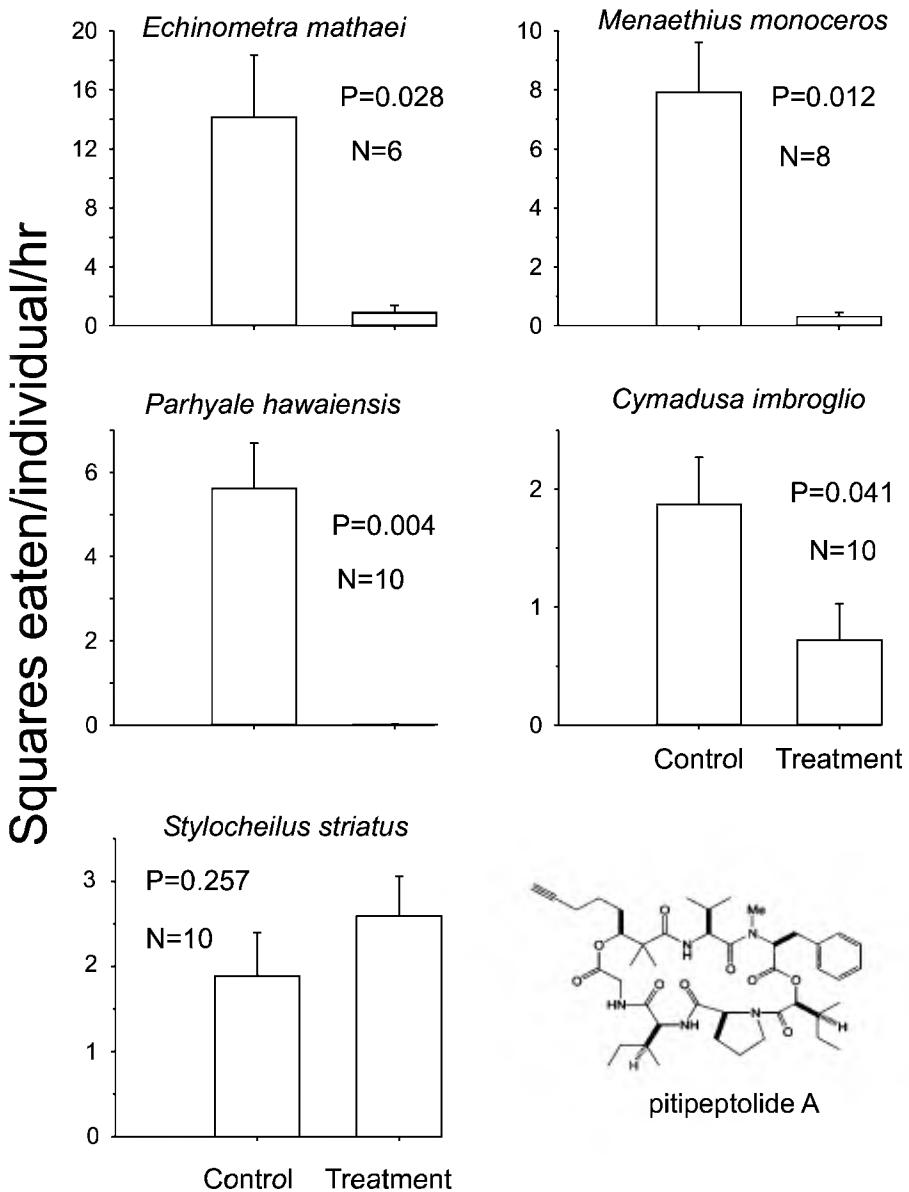 Squares eaten/individual/hr
Echinometra mathaei
20
16
12
8
4
0
P=0.028
N=6
Menaethius monoceros
10
8
6
4
2
0
P=0.012
N=8
Parhyale hawaiensis
6
4
2
0
P=0.004
N=10
Cymadusa imbroglio
2
1
0
P=0.041
N=10
Control Treatment
Stylocheilus striatus
3
2
1
0
P=0.257
N=10
Control Treatment
O
O
N
H
O
Me
N
O
O
O
O
HN
O
NH
O
N
O
H
H
pitipeptolide A